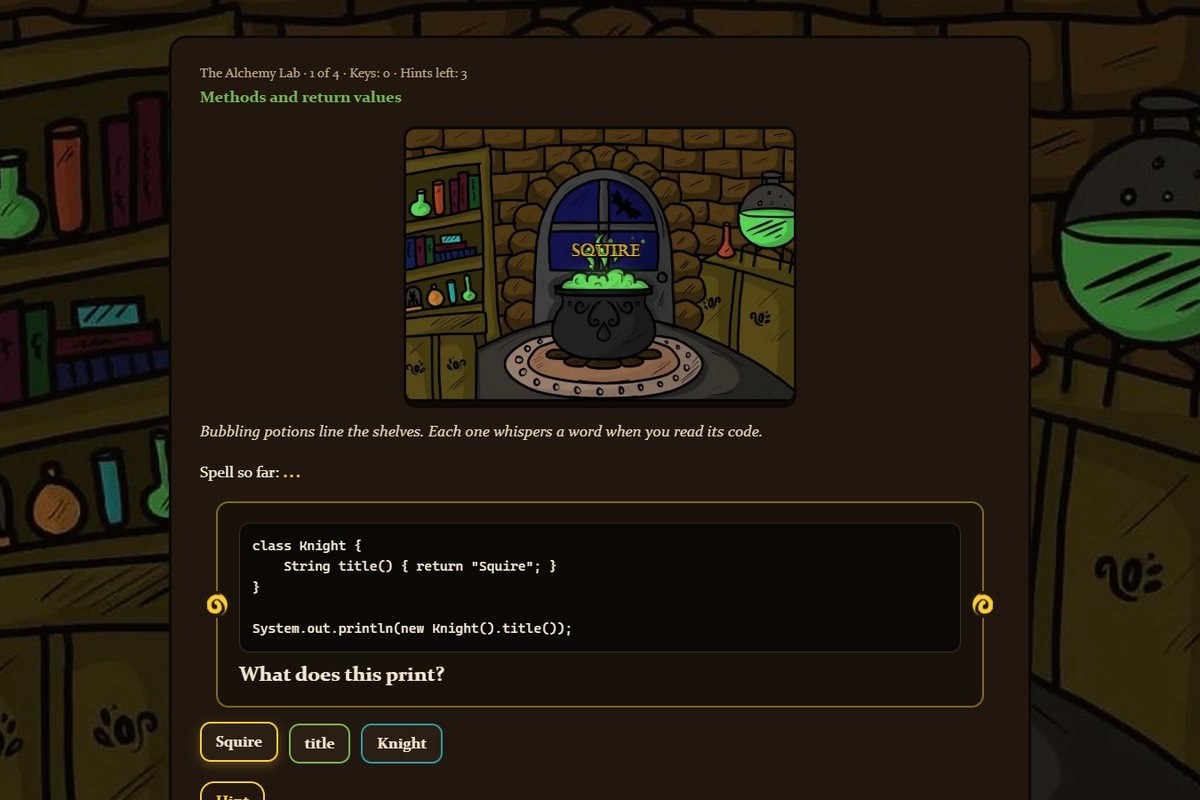 The Alchemy Lab · 1 of 4 · Keys: 0 · Hints left: 3
Methods and return values
SQUIRE
Bubbling potions line the shelves. Each one whispers a word when you read its code.
Spell so far: ...
class Knight {
    String title() { return "Squire"; }
}
System.out.println(new Knight().title());
What does this print?
Squire title Knight
Hint